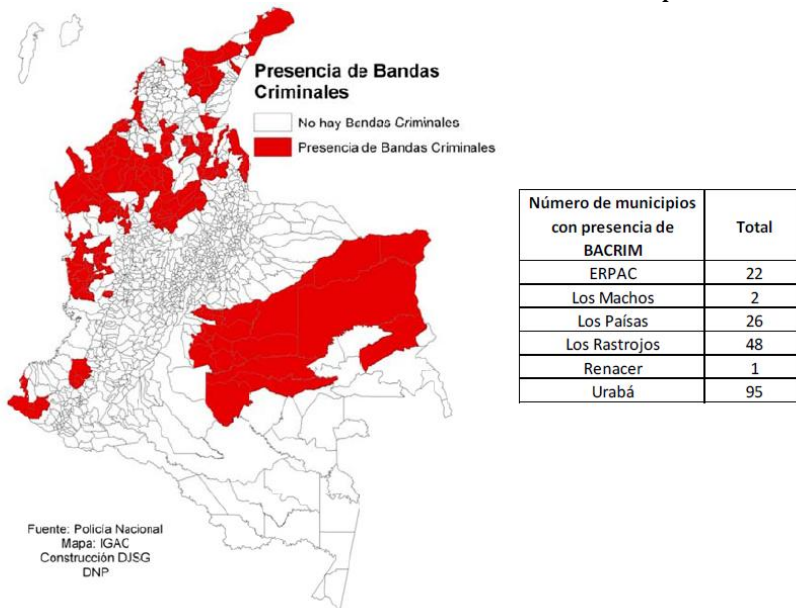 Presencia de Bandas
Criminales
No hay Bandas Criminales
Presencia de Bandas Criminales
Número de municipios
con presencia de
BACRIM
Total
ERPAC 22
Los Machos 2
Los Países 26
Los Rastrojos 48
Renacer 1
Urabá 95
Fuente: Policía Nacional
Mapa: IGAC
Construcción DJSG
DNP